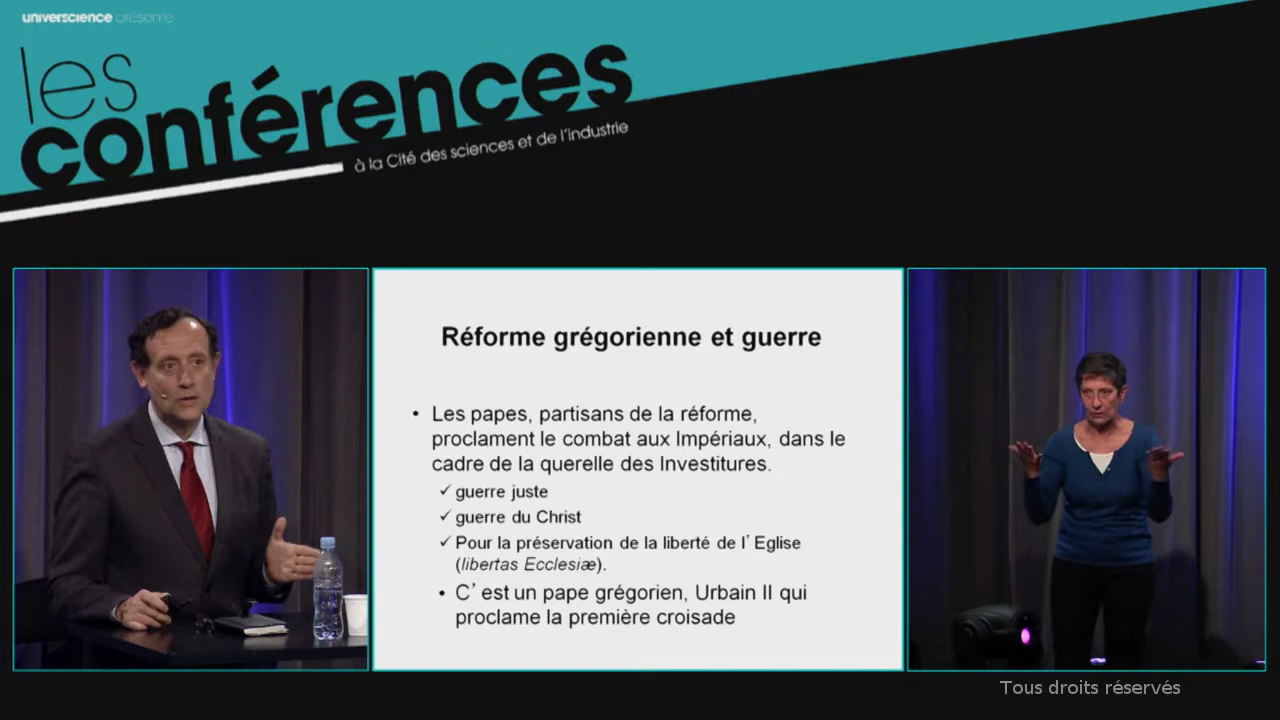 universcience présente
les
conférences
à la Cité des sciences et de l'industrie
Réforme grégorienne et guerre
• Les papes, partisans de la réforme,
proclament le combat aux Impériaux, dans le
cadre de la querelle des Investitures.
✓ guerre juste
✓ guerre du Christ
✓ Pour la préservation de la liberté de l’Eglise
(libertas Ecclesiæ).
• C’est un pape grégorien, Urbain II qui
proclame la première croisade
Tous droits réservés